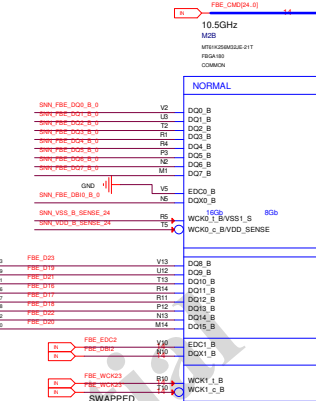 FBE_CMD[24..0] 14
IN
10.5GHz
M2B
MT61K256M32JE-21T
FBGA180
COMMON
NORMAL
SNN_FBE_DQ0_B_0 V2 DQ0_B
SNN_FBE_DQ1_B_0 U3 DQ1_B
SNN_FBE_DQ2_B_0 T2 DQ2_B
SNN_FBE_DQ3_B_0 R1 DQ3_B
SNN_FBE_DQ4_B_0 R4 DQ4_B
SNN_FBE_DQ5_B_0 P3 DQ5_B
SNN_FBE_DQ6_B_0 N2 DQ6_B
SNN_FBE_DQ7_B_0 M1 DQ7_B
GND V5 EDC0_B
SNN_FBE_DBI0_B_0 N5 DQX0_B
16Gb 8Gb
SNN_VSS_B_SENSE_24 R5 WCK0_t_B/VSS1_S
SNN_VDD_B_SENSE_24 T5 WCK0_c_B/VDD_SENSE
FBE_D23 V13 DQ8_B
FBE_D19 U12 DQ9_B
FBE_D21 T13 DQ10_B
FBE_D16 R14 DQ11_B
FBE_D17 R11 DQ12_B
FBE_D18 P12 DQ13_B
FBE_D22 N13 DQ14_B
FBE_D20 M14 DQ15_B
IN FBE_EDC2 V10 EDC1_B
IN FBE_DBI2 N10 DQX1_B
IN FBE_WCK23 R10 WCK1_t_B
IN FBE_WCK23 T10 WCK1_c_B
SWAPPED